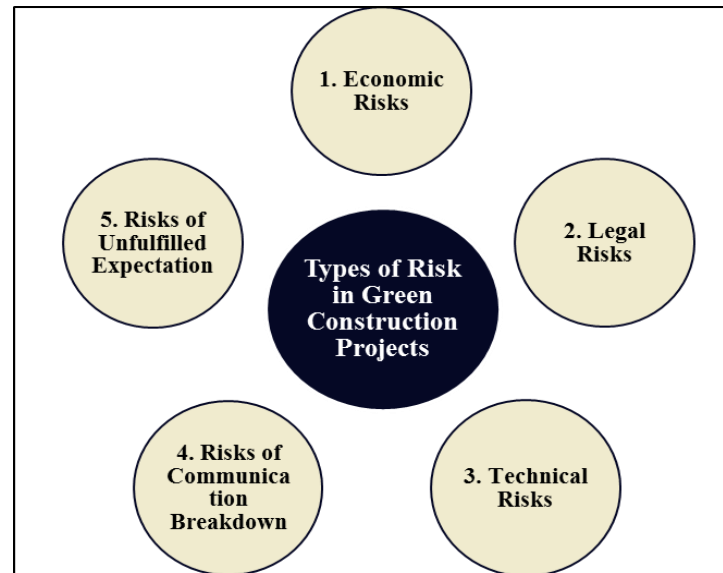 1. Economic
Risks
2. Legal
Risks
3. Technical
Risks
4. Risks of
Communica
tion
Breakdown
5. Risks of
Unfulfilled
Expectation
Types of Risk
in Green
Construction
Projects